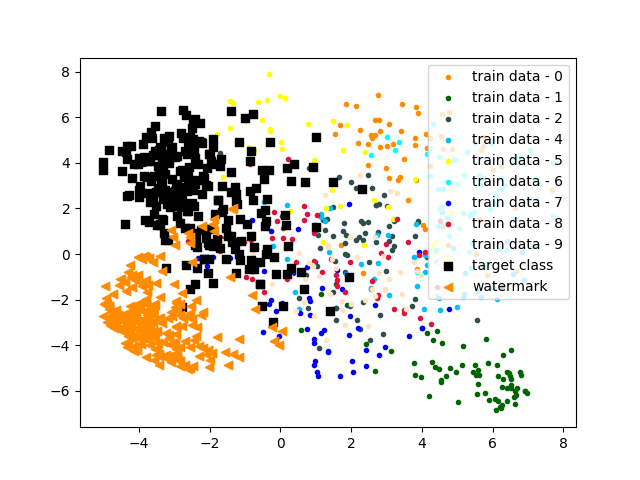 8
6
4
2
0
−2
−4
−6
−4
−2
0
2
4
6
8
train data - 0
train data - 1
train data - 2
train data - 4
train data - 5
train data - 6
train data - 7
train data - 8
train data - 9
target class
watermark